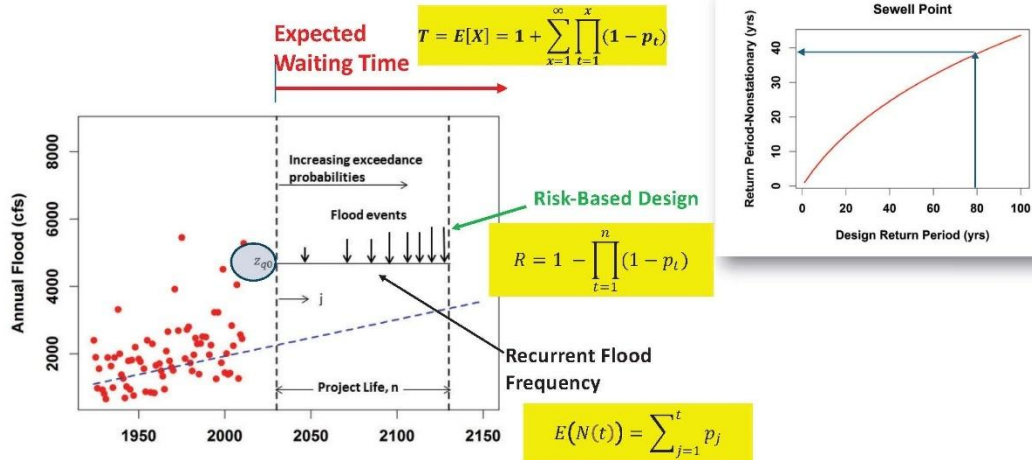 Expected
Waiting Time
T = E[X] = 1 + ∑_{x=1}^{∞} ∏_{t=1}^{x} (1 − p_t)
Annual Flood (cfs)
8000
6000
4000
2000
Increasing exceedance
probabilities
Flood events
z_{q0}
j
Project Life, n
1950
2000
2050
2100
2150
Risk-Based Design
R = 1 − ∏_{t=1}^{n} (1 − p_t)
Recurrent Flood
Frequency
E(N(t)) = ∑_{j=1}^{t} p_j
Sewell Point
Return Period-Nonstationary (yrs)
40
30
20
10
0
0
20
40
60
80
100
Design Return Period (yrs)